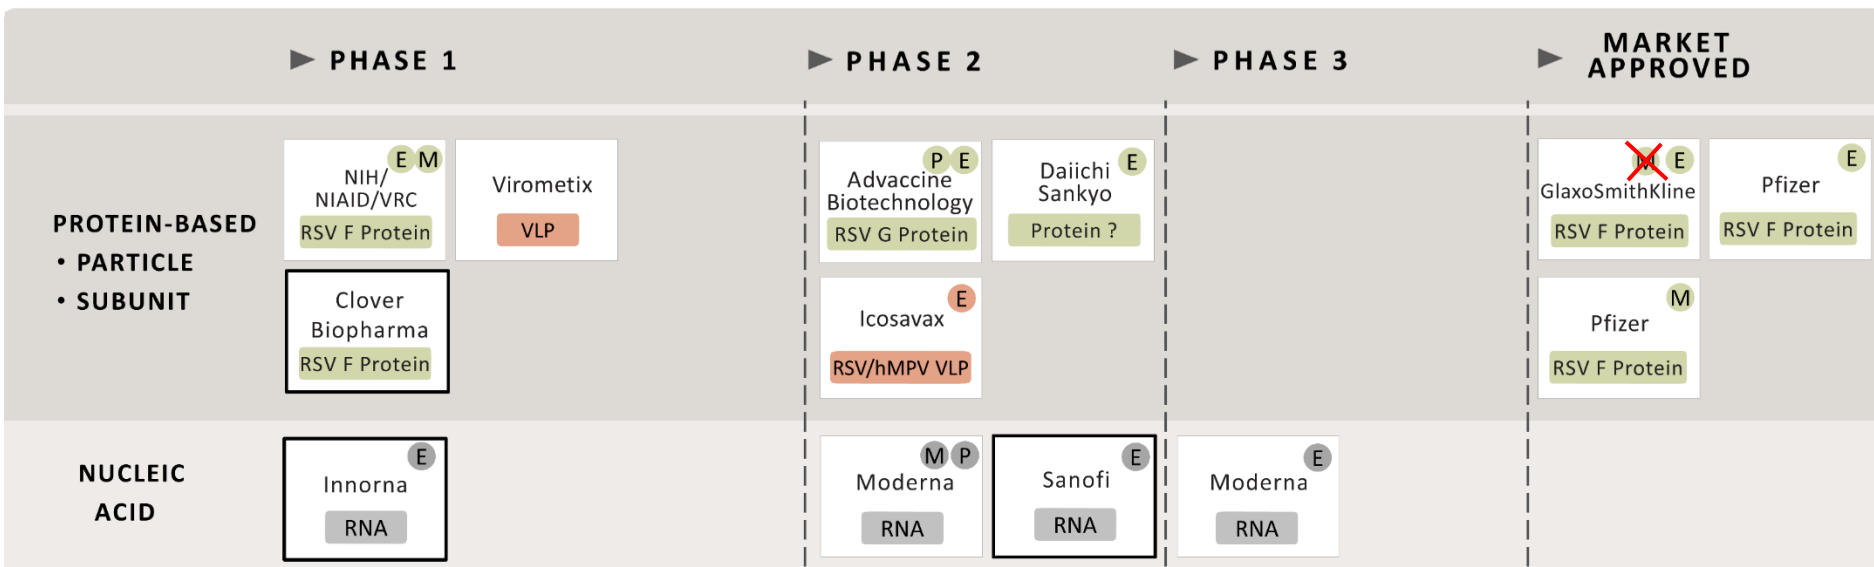 PHASE 1
PHASE 2
PHASE 3
MARKET
APPROVED
PROTEIN-BASED
• PARTICLE
• SUBUNIT
E M
NIH/
NIAID/VRC
RSV F Protein
Virometix
VLP
Clover
Biopharma
RSV F Protein
P E
Advaccine
Biotechnology
RSV G Protein
E
Daiichi
Sankyo
Protein ?
E
Icosavax
RSV/hMPV VLP
M E
GlaxoSmithKline
RSV F Protein
E
Pfizer
RSV F Protein
M
Pfizer
RSV F Protein
NUCLEIC
ACID
E
Innorna
RNA
M P
Moderna
RNA
E
Sanofi
RNA
E
Moderna
RNA